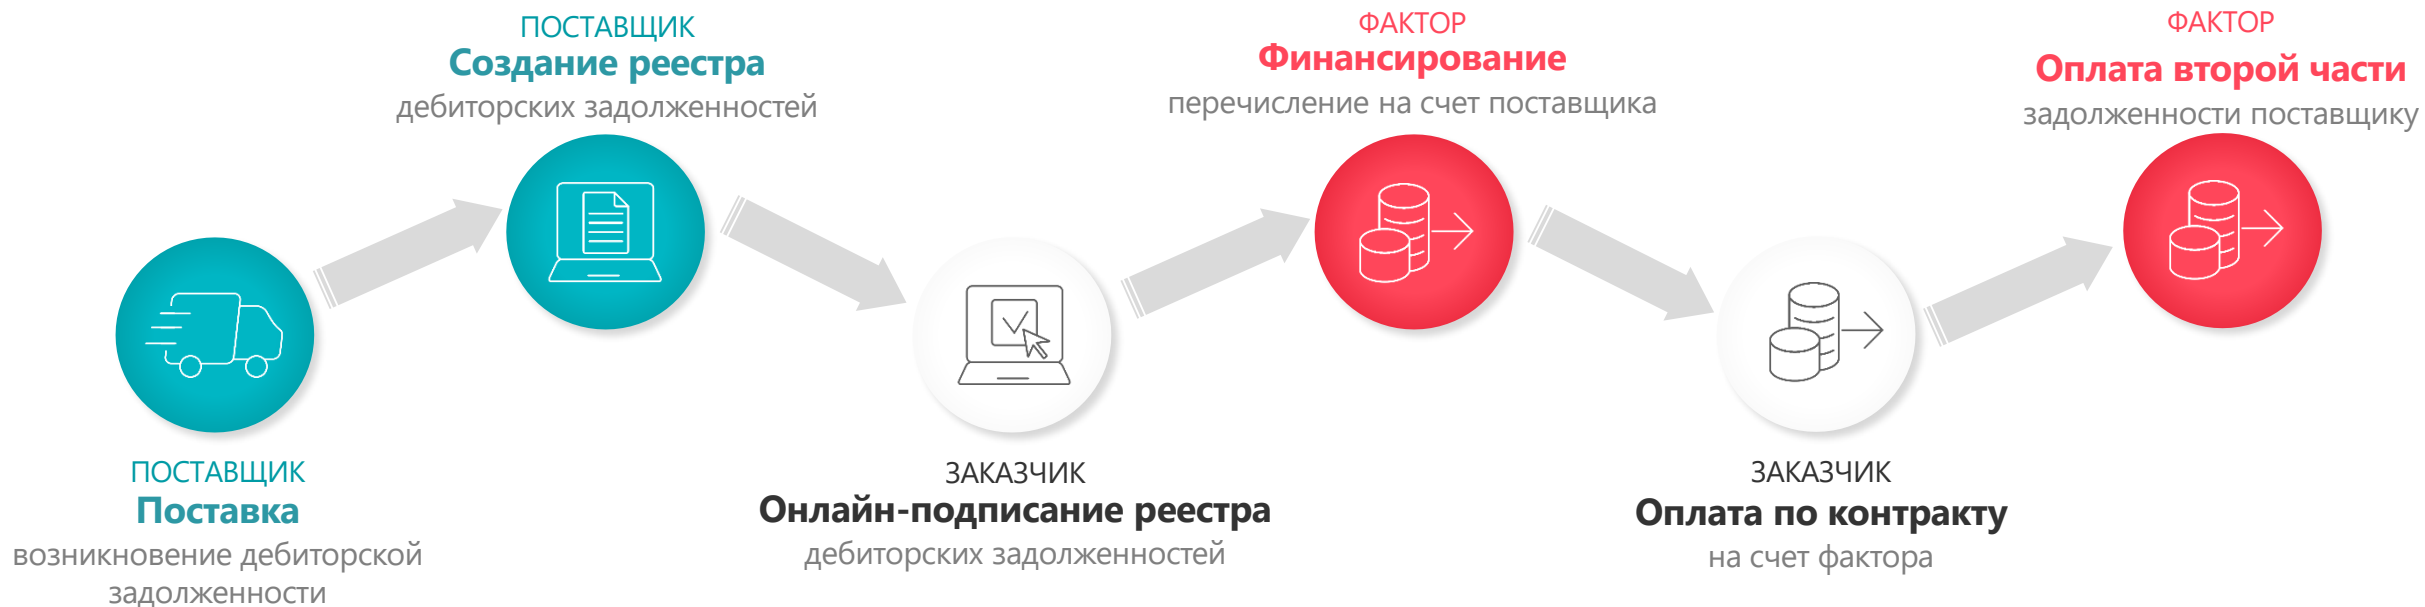 ПОСТАВЩИК
Поставка
возникновение дебиторской
задолженности
ПОСТАВЩИК
Создание реестра
дебиторских задолженностей
ЗАКАЗЧИК
Онлайн-подписание реестра
дебиторских задолженностей
ФАКТОР
Финансирование
перечисление на счет поставщика
ЗАКАЗЧИК
Оплата по контракту
на счет фактора
ФАКТОР
Оплата второй части
задолженности поставщику